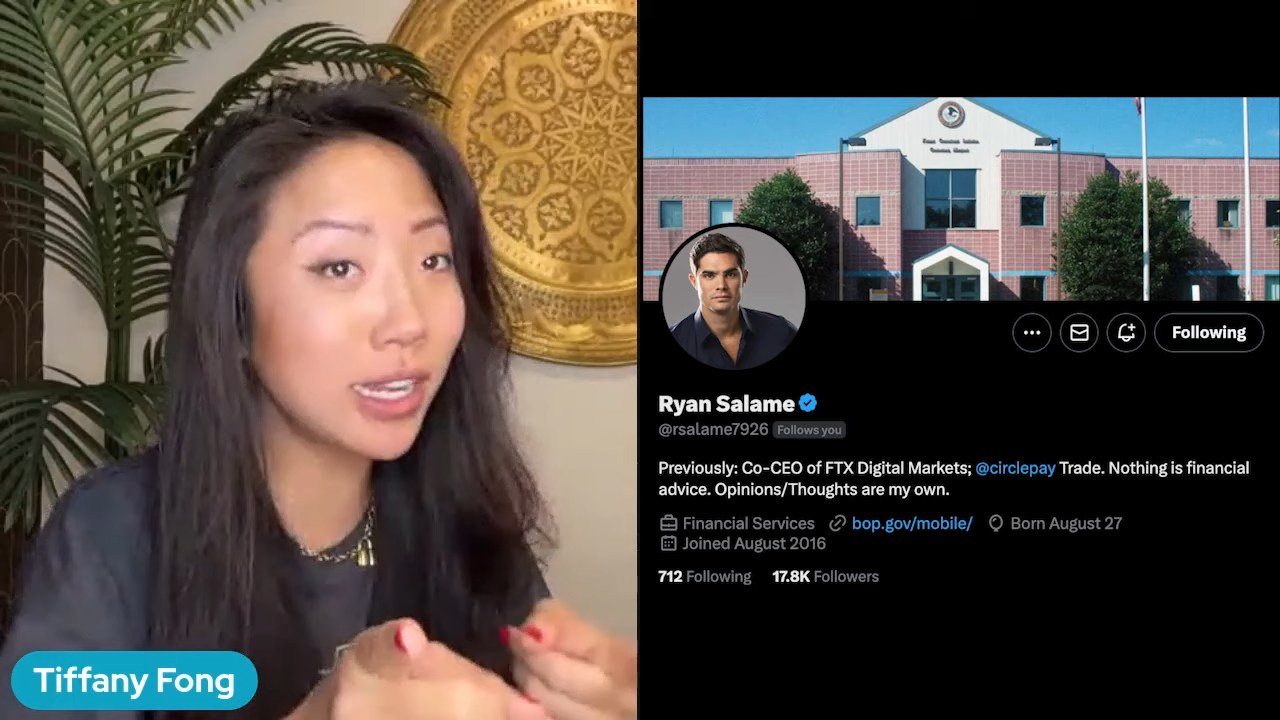 Tiffany Fong
Following
Ryan Salame
@rsalame7926 Follows you
Previously: Co-CEO of FTX Digital Markets; @circlepay Trade. Nothing is financial
advice. Opinions/Thoughts are my own.
Financial Services bop.gov/mobile/ Born August 27
Joined August 2016
712 Following 17.8K Followers